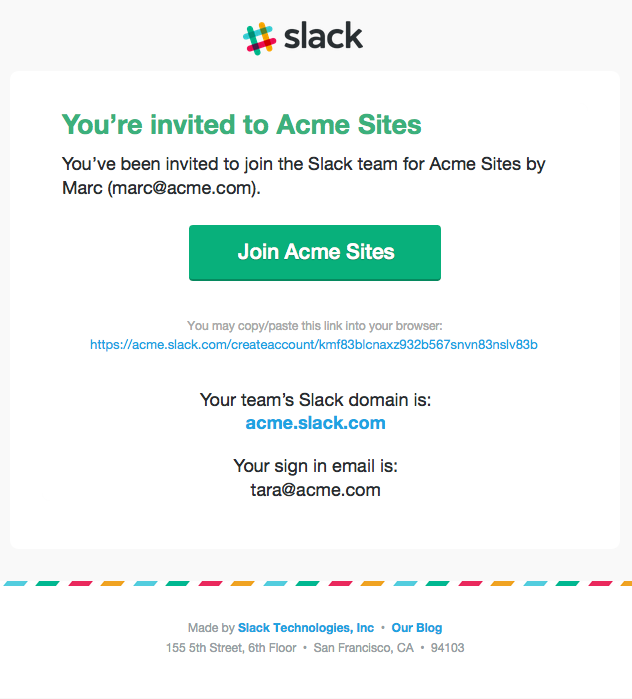 slack
You’re invited to Acme Sites
You’ve been invited to join the Slack team for Acme Sites by
Marc (marc@acme.com).
Join Acme Sites
You may copy/paste this link into your browser:
https://acme.slack.com/createaccount/kmf83blcnaxz932b567snvn83nslv83b
Your team’s Slack domain is:
acme.slack.com
Your sign in email is:
tara@acme.com
Made by Slack Technologies, Inc • Our Blog
155 5th Street, 6th Floor • San Francisco, CA • 94103